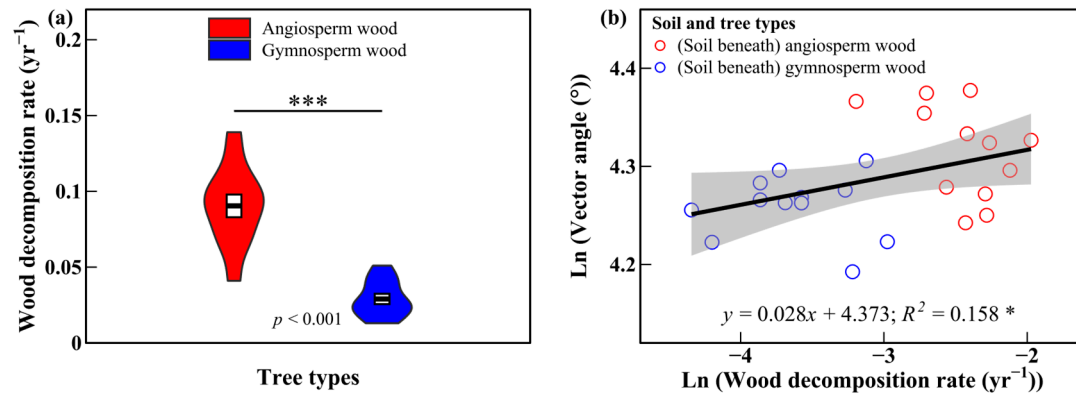 (a)
Wood decomposition rate (yr⁻¹)
0.2
0.15
0.1
0.05
0
Angiosperm wood
Gymnosperm wood
***
p < 0.001
Tree types
(b)
Soil and tree types
(Soil beneath) angiosperm wood
(Soil beneath) gymnosperm wood
Ln (Vector angle (°))
4.4
4.3
4.2
y = 0.028x + 4.373; R² = 0.158 *
−4 −3 −2
Ln (Wood decomposition rate (yr⁻¹))